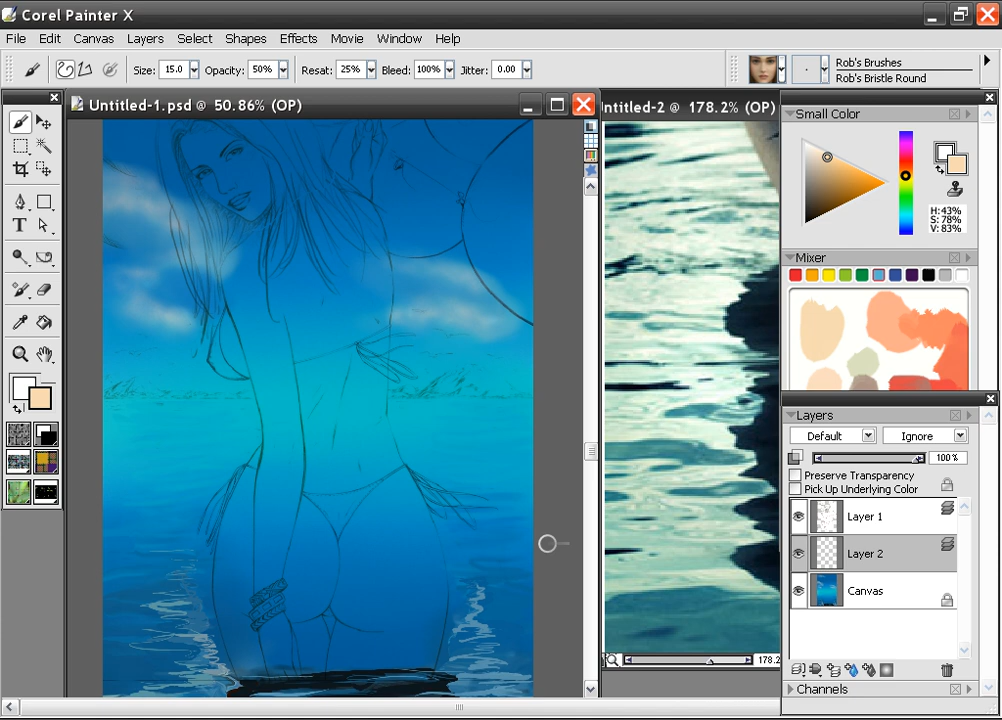 Corel Painter X
File Edit Canvas Layers Select Shapes Effects Movie Window Help
Size: 15.0 Opacity: 50% Resat: 25% Bleed: 100% Jitter: 0.00
Rob's Brushes
Rob's Bristle Round
Untitled-1.psd @ 50.86% (OP)
ntitled-2 @ 178.2% (OP)
Small Color
H:43%
S: 78%
V: 83%
Mixer
T
Layers
Default Ignore
100%
Preserve Transparency
Pick Up Underlying Color
Layer 1
Layer 2
Canvas
178.2
Channels